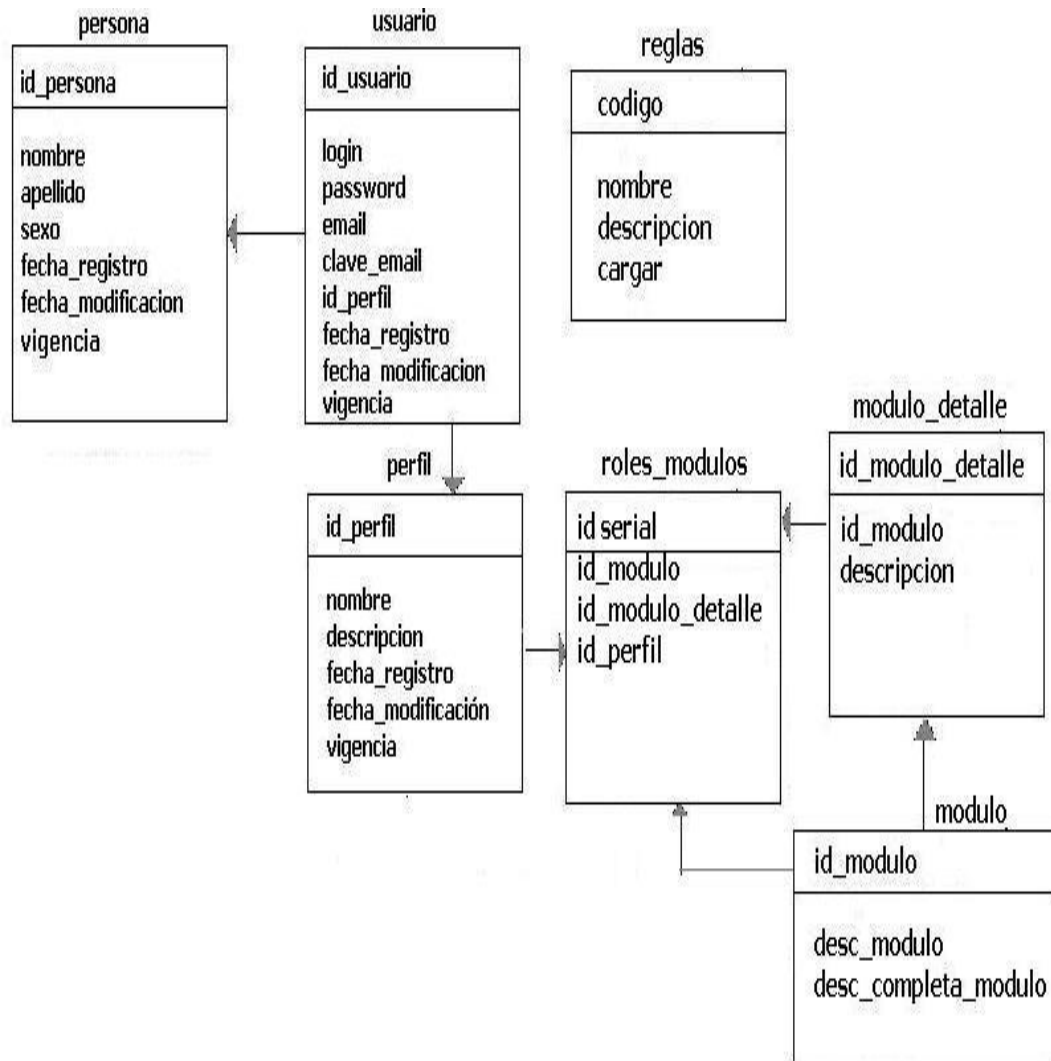 persona
id_persona
nombre
apellido
sexo
fecha_registro
fecha_modificacion
vigencia
usuario
id_usuario
login
password
email
clave_email
id_perfil
fecha_registro
fecha modificacion
vigencia
reglas
codigo
nombre
descripcion
cargar
perfil
id_perfil
nombre
descripcion
fecha_registro
fecha_modificación
vigencia
roles_modulos
id serial
id_modulo
id_modulo_detalle
id_perfil
modulo_detalle
id_modulo_detalle
id_modulo
descripcion
modulo
id_modulo
desc_modulo
desc_completa_modulo